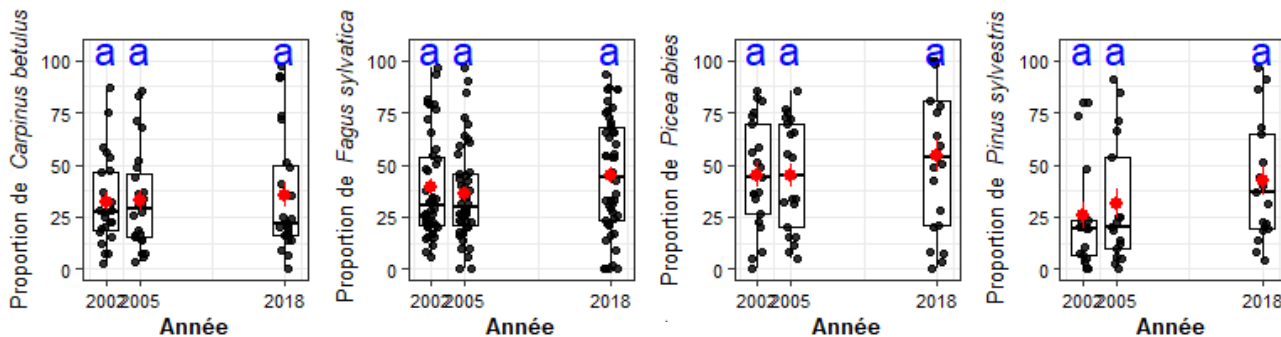 Proportion de Carpinus betulus
a a a
100
75
50
25
0
2002 2005 2018
Année
Proportion de Fagus sylvatica
a a a
100
75
50
25
0
2002 2005 2018
Année
Proportion de Picea abies
a a a
100
75
50
25
0
2002 2005 2018
Année
Proportion de Pinus sylvestris
a a a
100
75
50
25
0
2002 2005 2018
Année